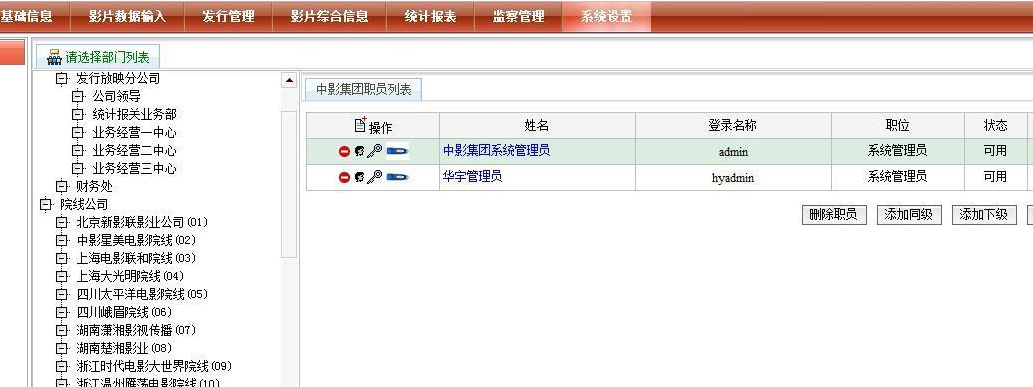 基础信息 影片数据输入 发行管理 影片综合信息 统计报表 监察管理 系统设置
请选择部门列表
发行放映分公司
公司领导
统计报关业务部
业务经营一中心
业务经营二中心
业务经营三中心
财务处
院线公司
北京新影联影业公司(01)
中影星美电影院线(02)
上海电影联和院线(03)
上海大光明院线(04)
四川太平洋电影院线(05)
四川峨眉院线(06)
湖南潇湘影视传播(07)
湖南楚湘影业(08)
浙江时代电影大世界院线(09)
浙江温州雁荡电影院线(10)
中影集团职员列表
操作 姓名 登录名称 职位 状态
中影集团系统管理员 admin 系统管理员 可用
华宇管理员 hyadmin 系统管理员 可用
删除职员 添加同级 添加下级